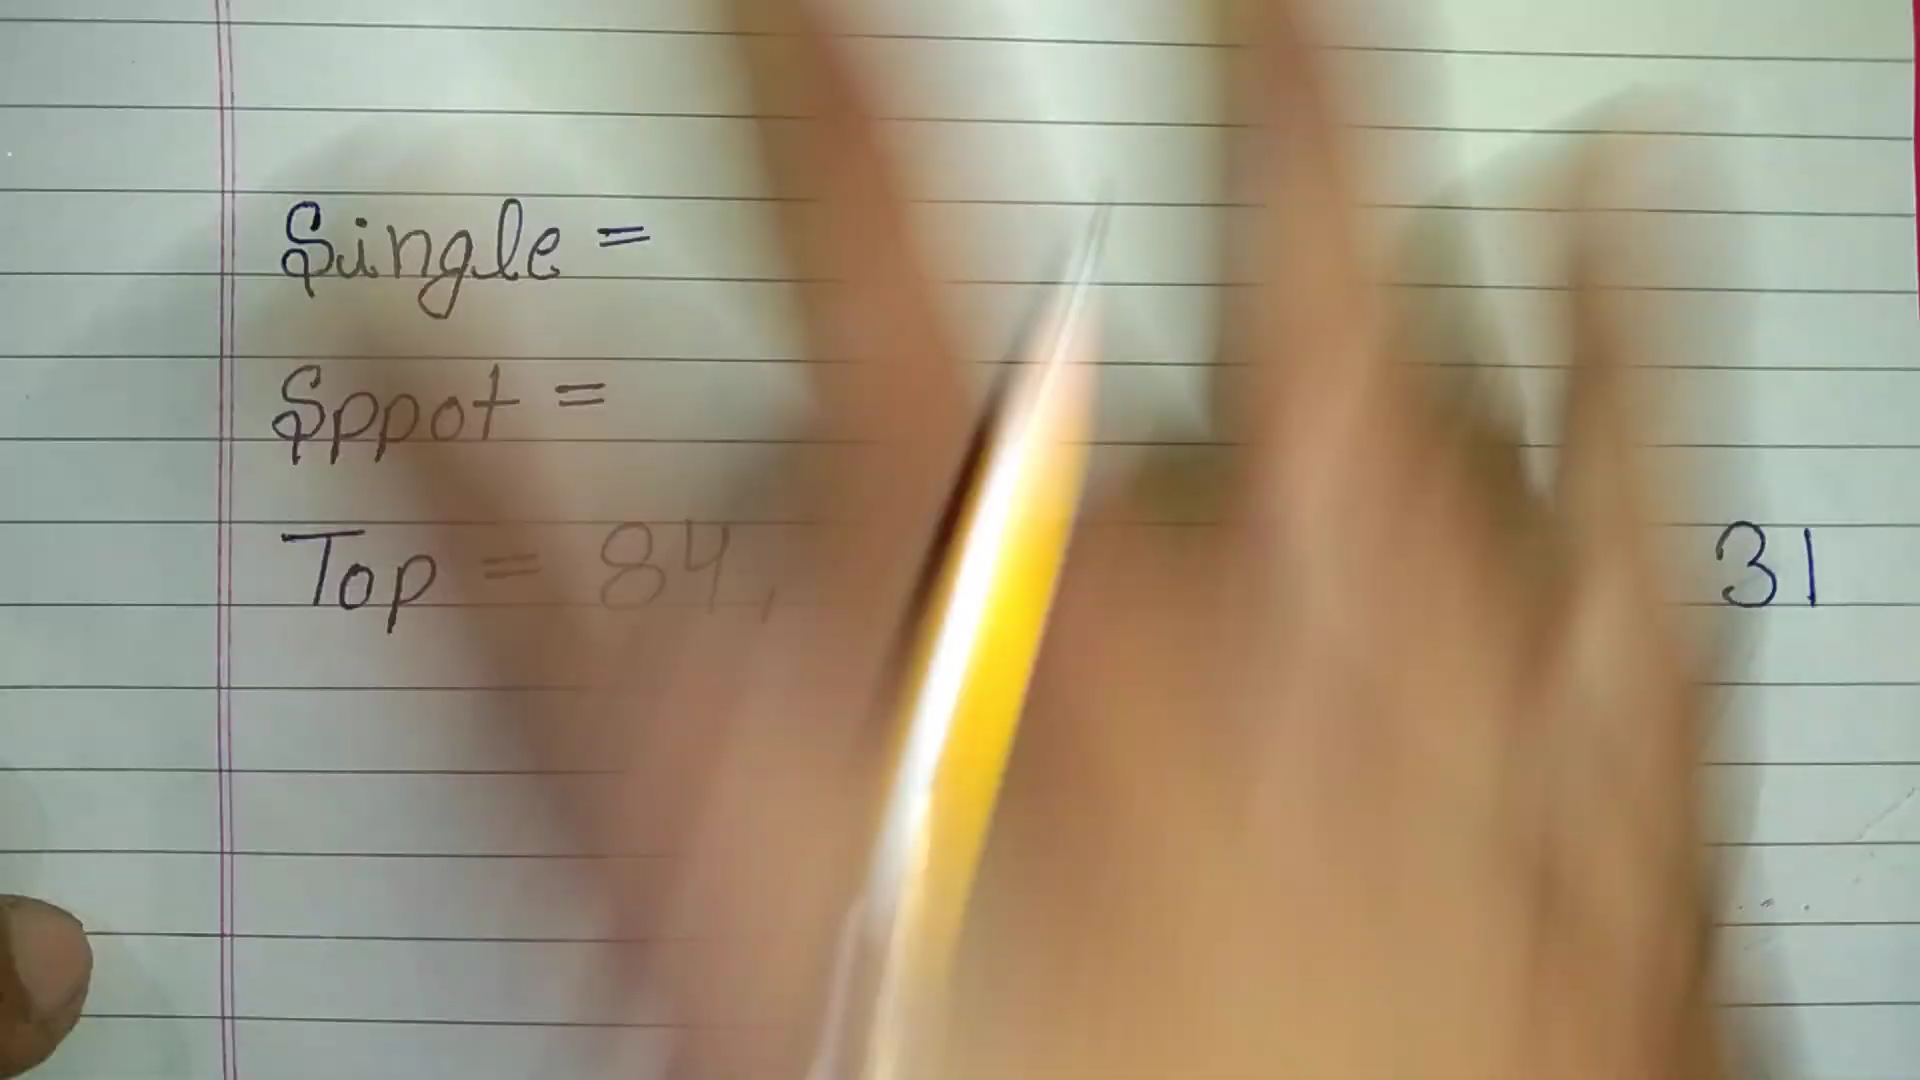 Single =
Sppot =
Top = 84, 31